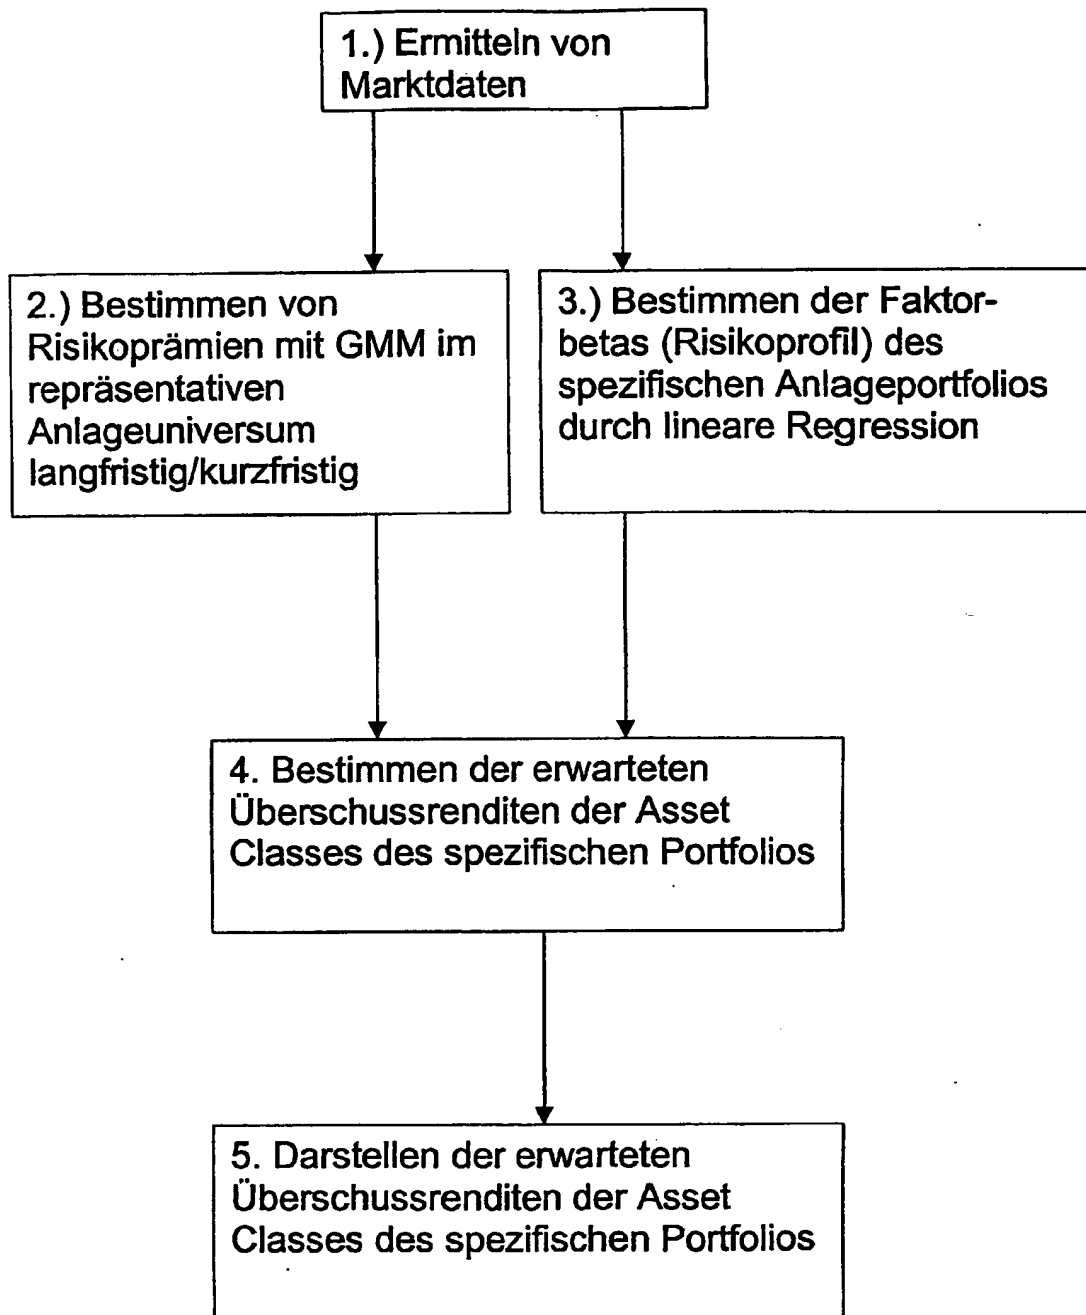 1.) Ermitteln von
Marktdaten
2.) Bestimmen von
Risikoprämien mit GMM im
repräsentativen
Anlageuniversum
langfristig/kurzfristig
3.) Bestimmen der Faktor-
betas (Risikoprofil) des
spezifischen Anlageportfolios
durch lineare Regression
4. Bestimmen der erwarteten
Überschussrenditen der Asset
Classes des spezifischen Portfolios
5. Darstellen der erwarteten
Überschussrenditen der Asset
Classes des spezifischen Portfolios